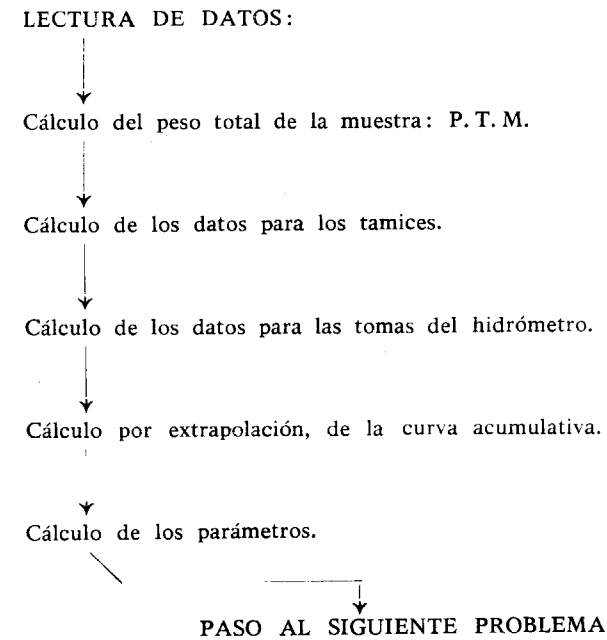 LECTURA DE DATOS:
Cálculo del peso total de la muestra: P. T. M.
Cálculo de los datos para los tamices.
Cálculo de los datos para las tomas del hidrómetro.
Cálculo por extrapolación, de la curva acumulativa.
Cálculo de los parámetros.
PASO AL SIGUIENTE PROBLEMA